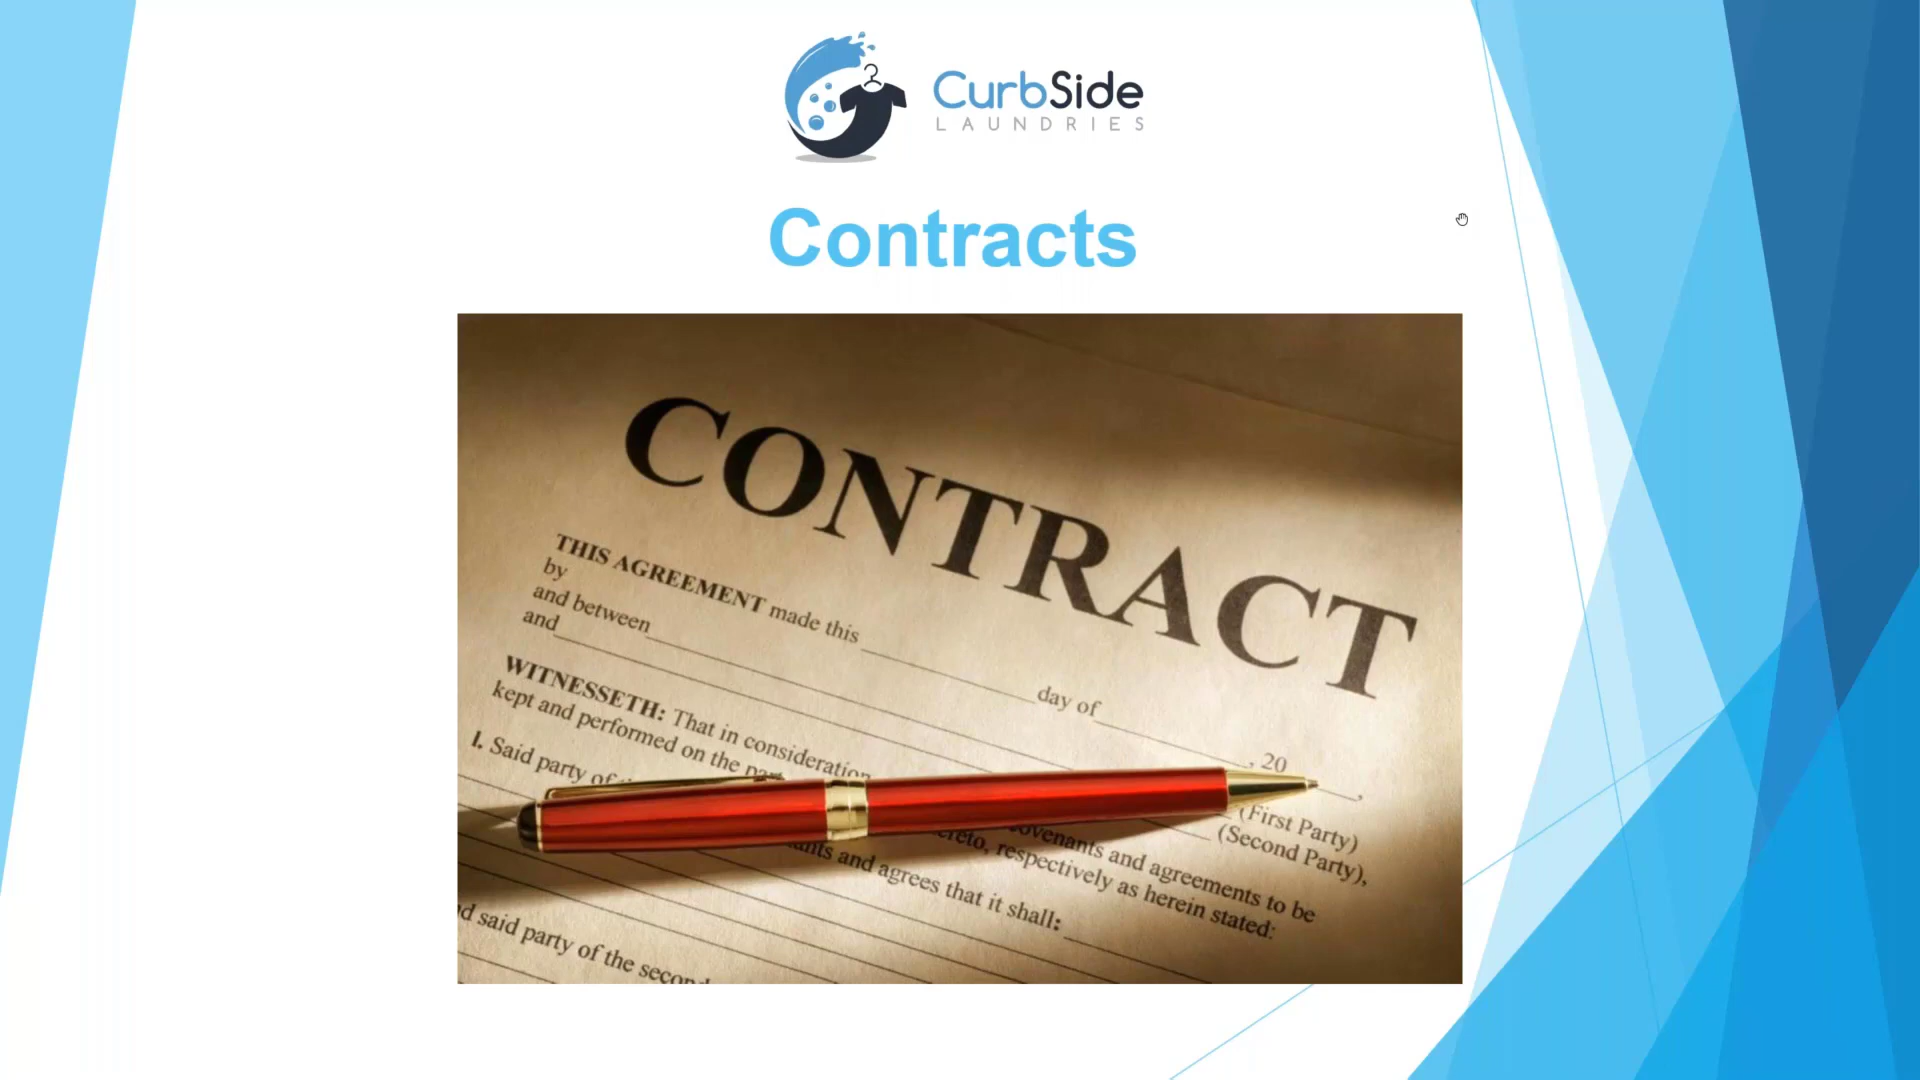 CurbSide
LAUNDRIES
Contracts
CONTRACT
THIS AGREEMENT made this day of , 20 ,
by
and between (First Party)
and (Second Party),
WITNESSETH: That in consideration covenants and agreements to be
kept and performed on the respectively as herein stated:
I. Said party of and agrees that it shall:
said party of the